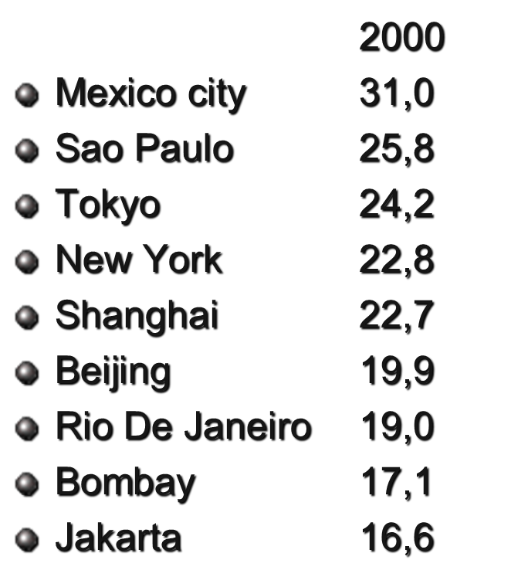 2000
Mexico city 31,0
Sao Paulo 25,8
Tokyo 24,2
New York 22,8
Shanghai 22,7
Beijing 19,9
Rio De Janeiro 19,0
Bombay 17,1
Jakarta 16,6